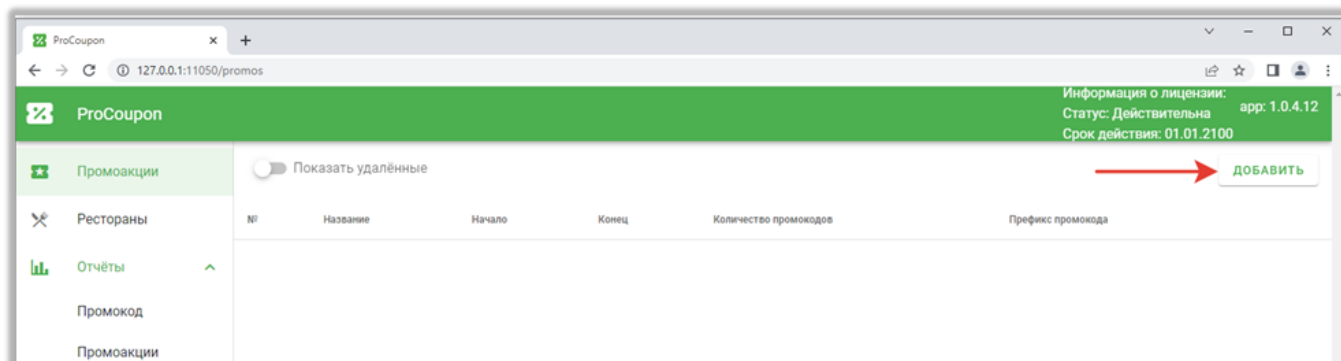 ProCoupon
127.0.0.1:11050/promos
ProCoupon
Информация о лицензии:
Статус: Действительна
Срок действия: 01.01.2100
app: 1.0.4.12
Промоакции
Показать удалённые
ДОБАВИТЬ
Рестораны
№ Название Начало Конец Количество промокодов Префикс промокода
Отчёты
Промокод
Промоакции